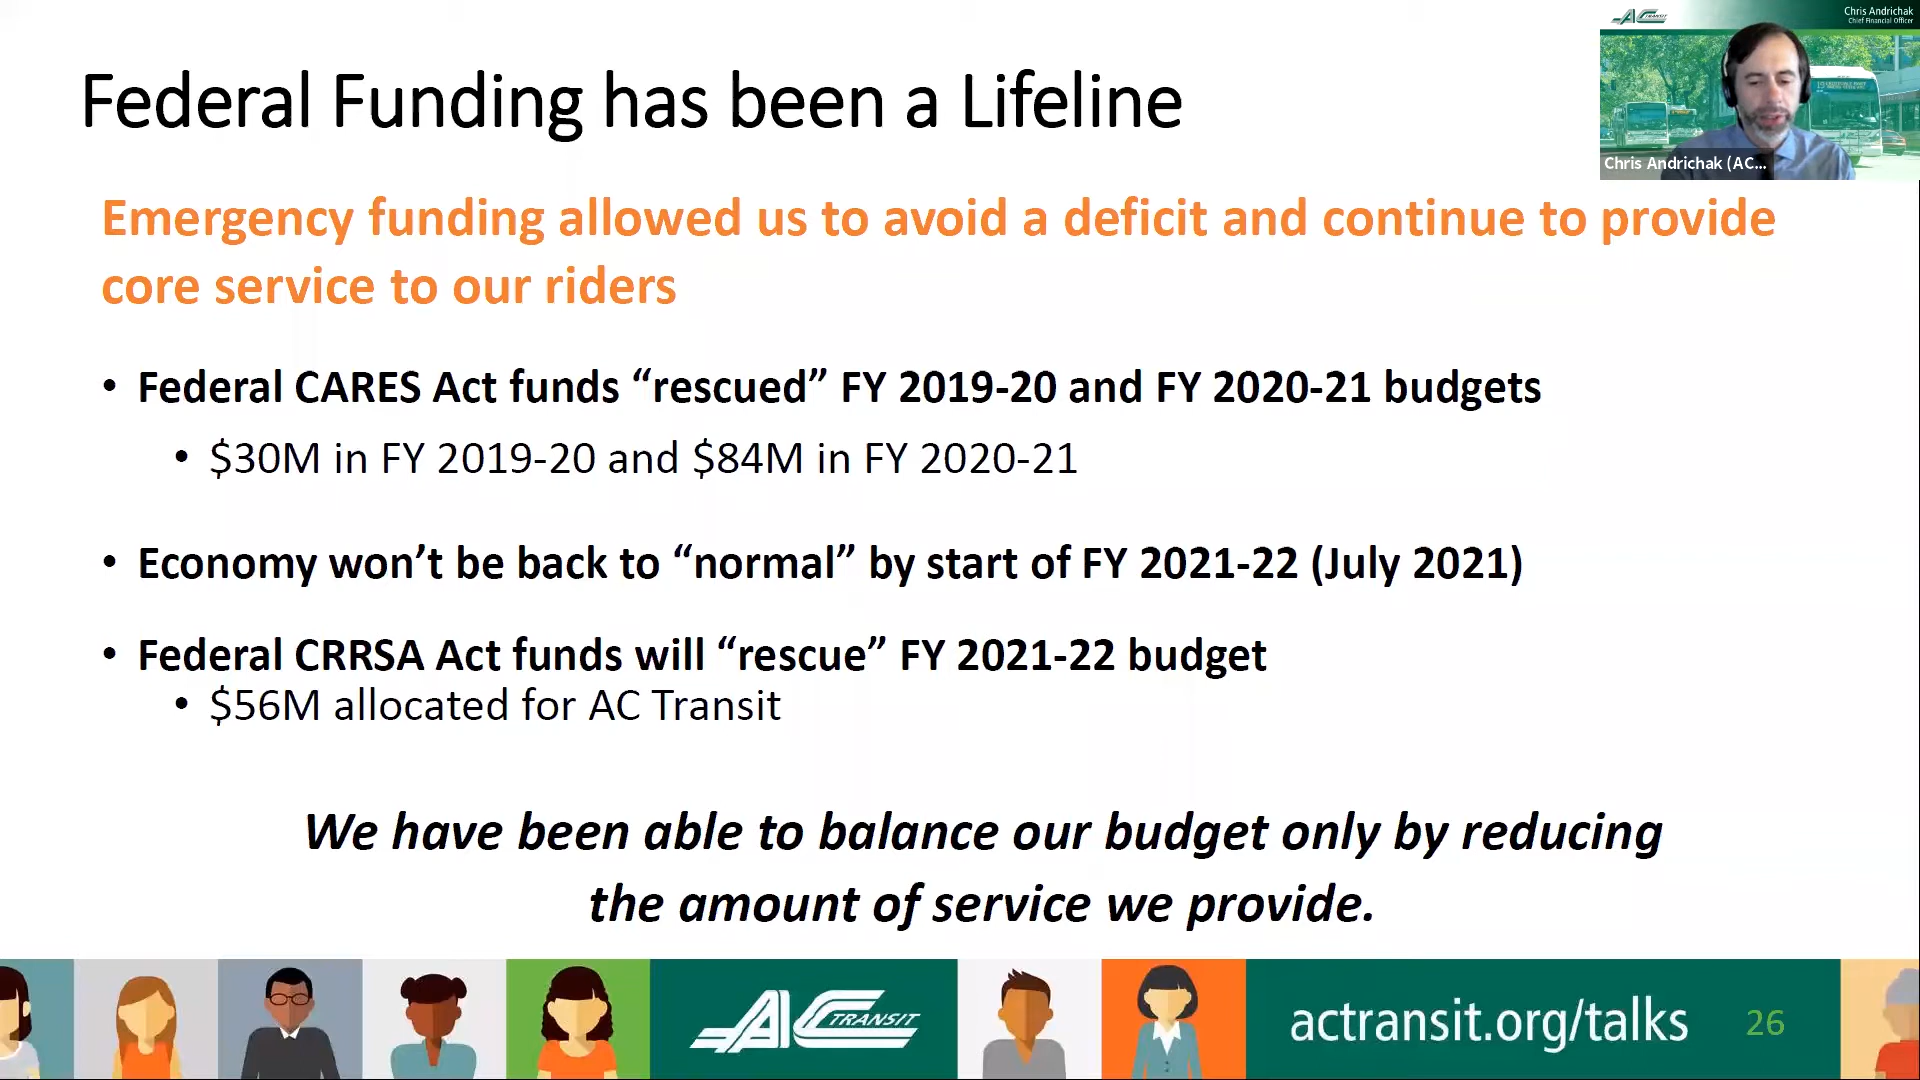 AC TRANSIT
Chris Andrichak
Chief Financial Officer
Chris Andrichak (AC...
Federal Funding has been a Lifeline
Emergency funding allowed us to avoid a deficit and continue to provide
core service to our riders
• Federal CARES Act funds “rescued” FY 2019-20 and FY 2020-21 budgets
• $30M in FY 2019-20 and $84M in FY 2020-21
• Economy won’t be back to “normal” by start of FY 2021-22 (July 2021)
• Federal CRRSA Act funds will “rescue” FY 2021-22 budget
• $56M allocated for AC Transit
We have been able to balance our budget only by reducing
the amount of service we provide.
AC TRANSIT
actransit.org/talks
26